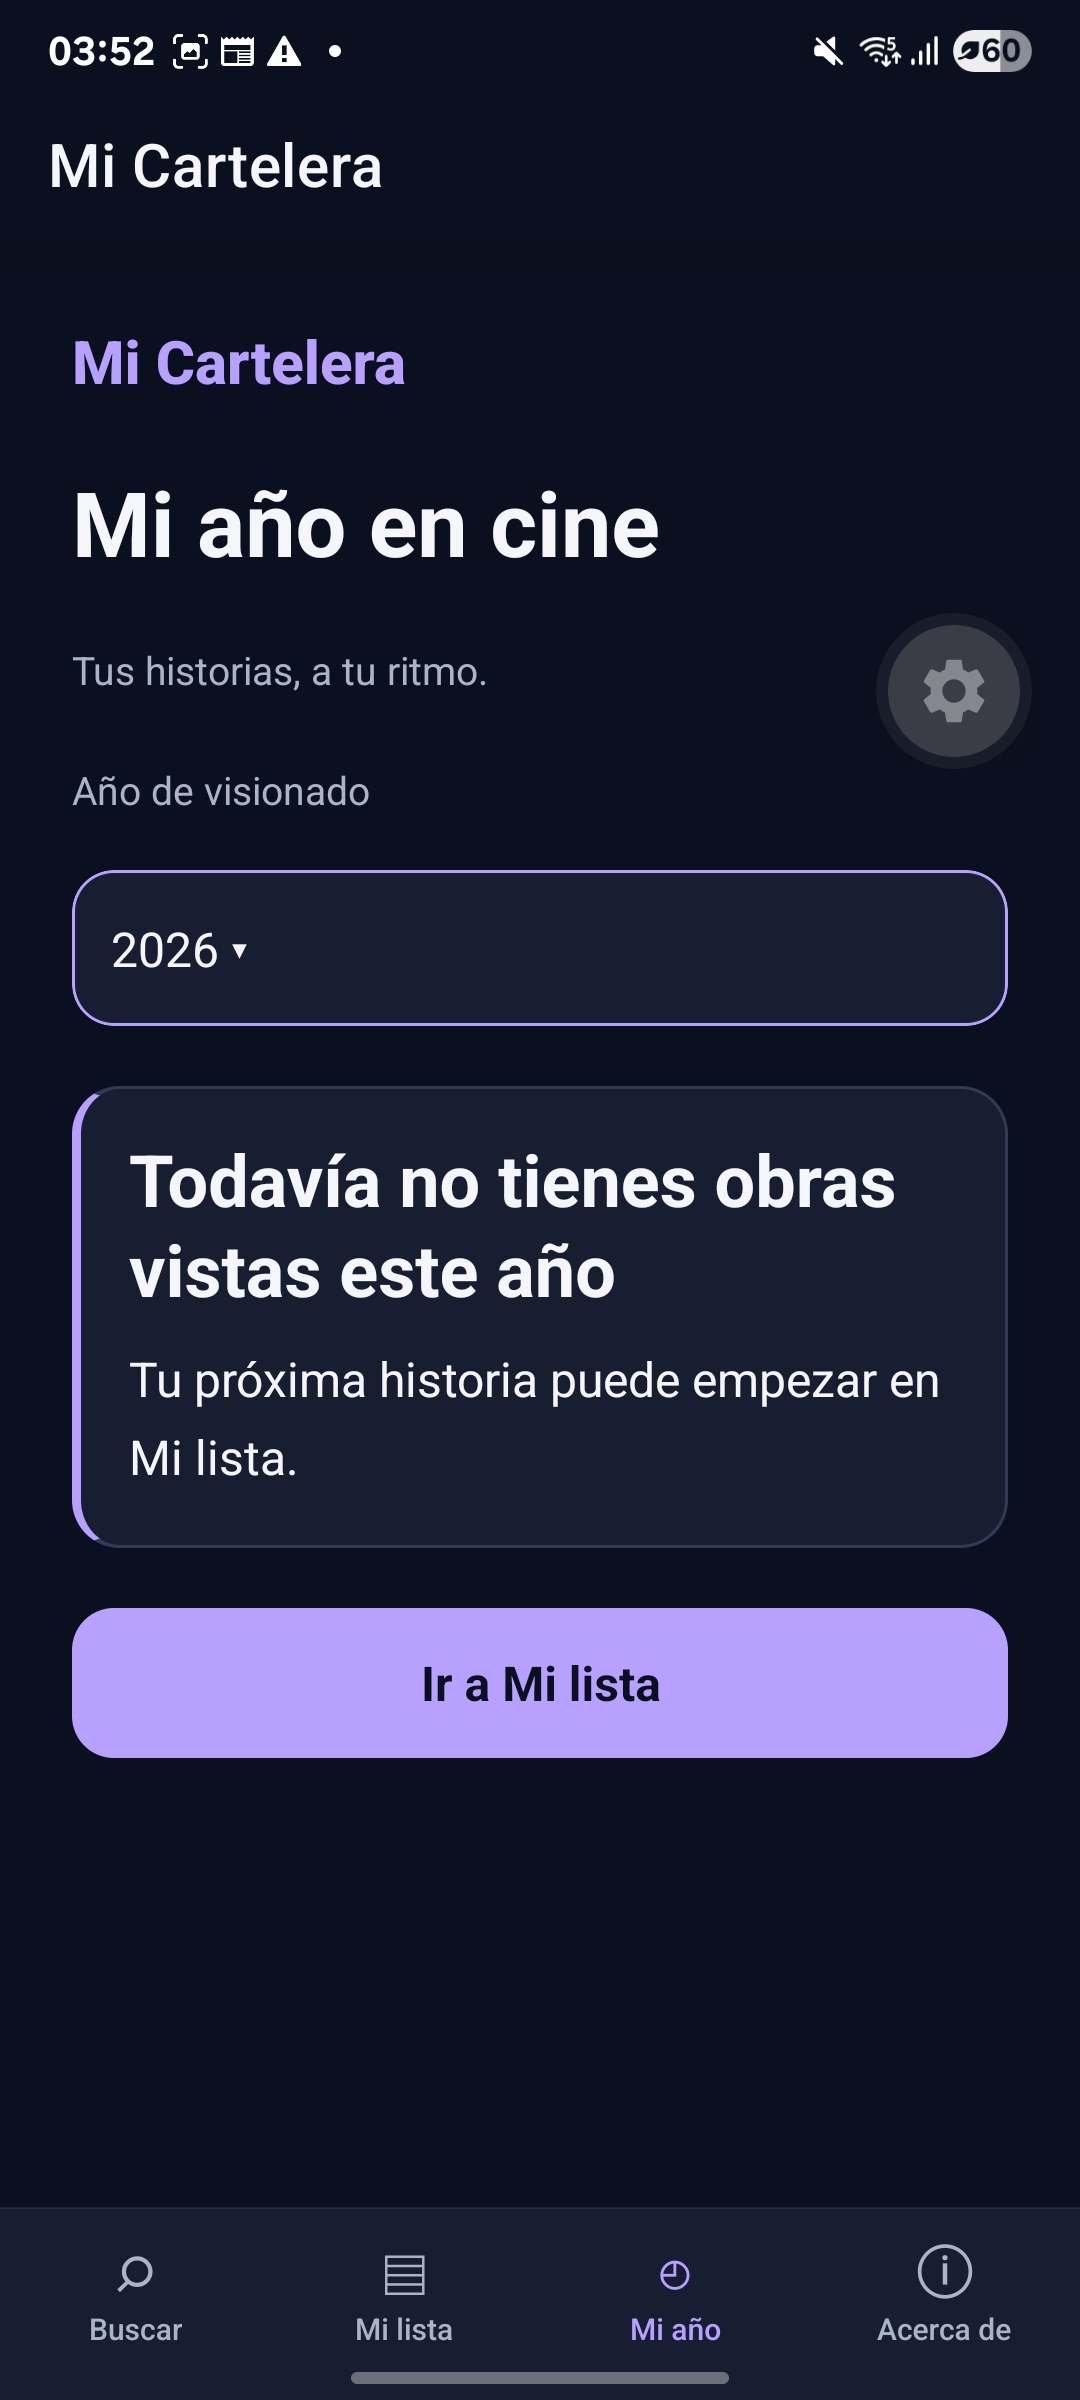 03:52
5
60
Mi Cartelera
Mi Cartelera
Mi año en cine
Tus historias, a tu ritmo.
Año de visionado
2026 ▾
Todavía no tienes obras
vistas este año
Tu próxima historia puede empezar en
Mi lista.
Ir a Mi lista
Buscar
Mi lista
Mi año
Acerca de